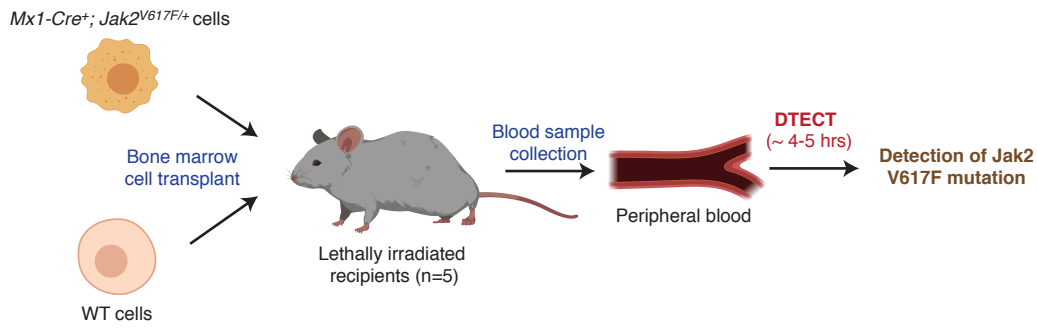 Mx1-Cre+; Jak2V617F/+ cells
Bone marrow
cell transplant
WT cells
Lethally irradiated
recipients (n=5)
Blood sample
collection
Peripheral blood
DTECT
(~ 4-5 hrs)
Detection of Jak2
V617F mutation